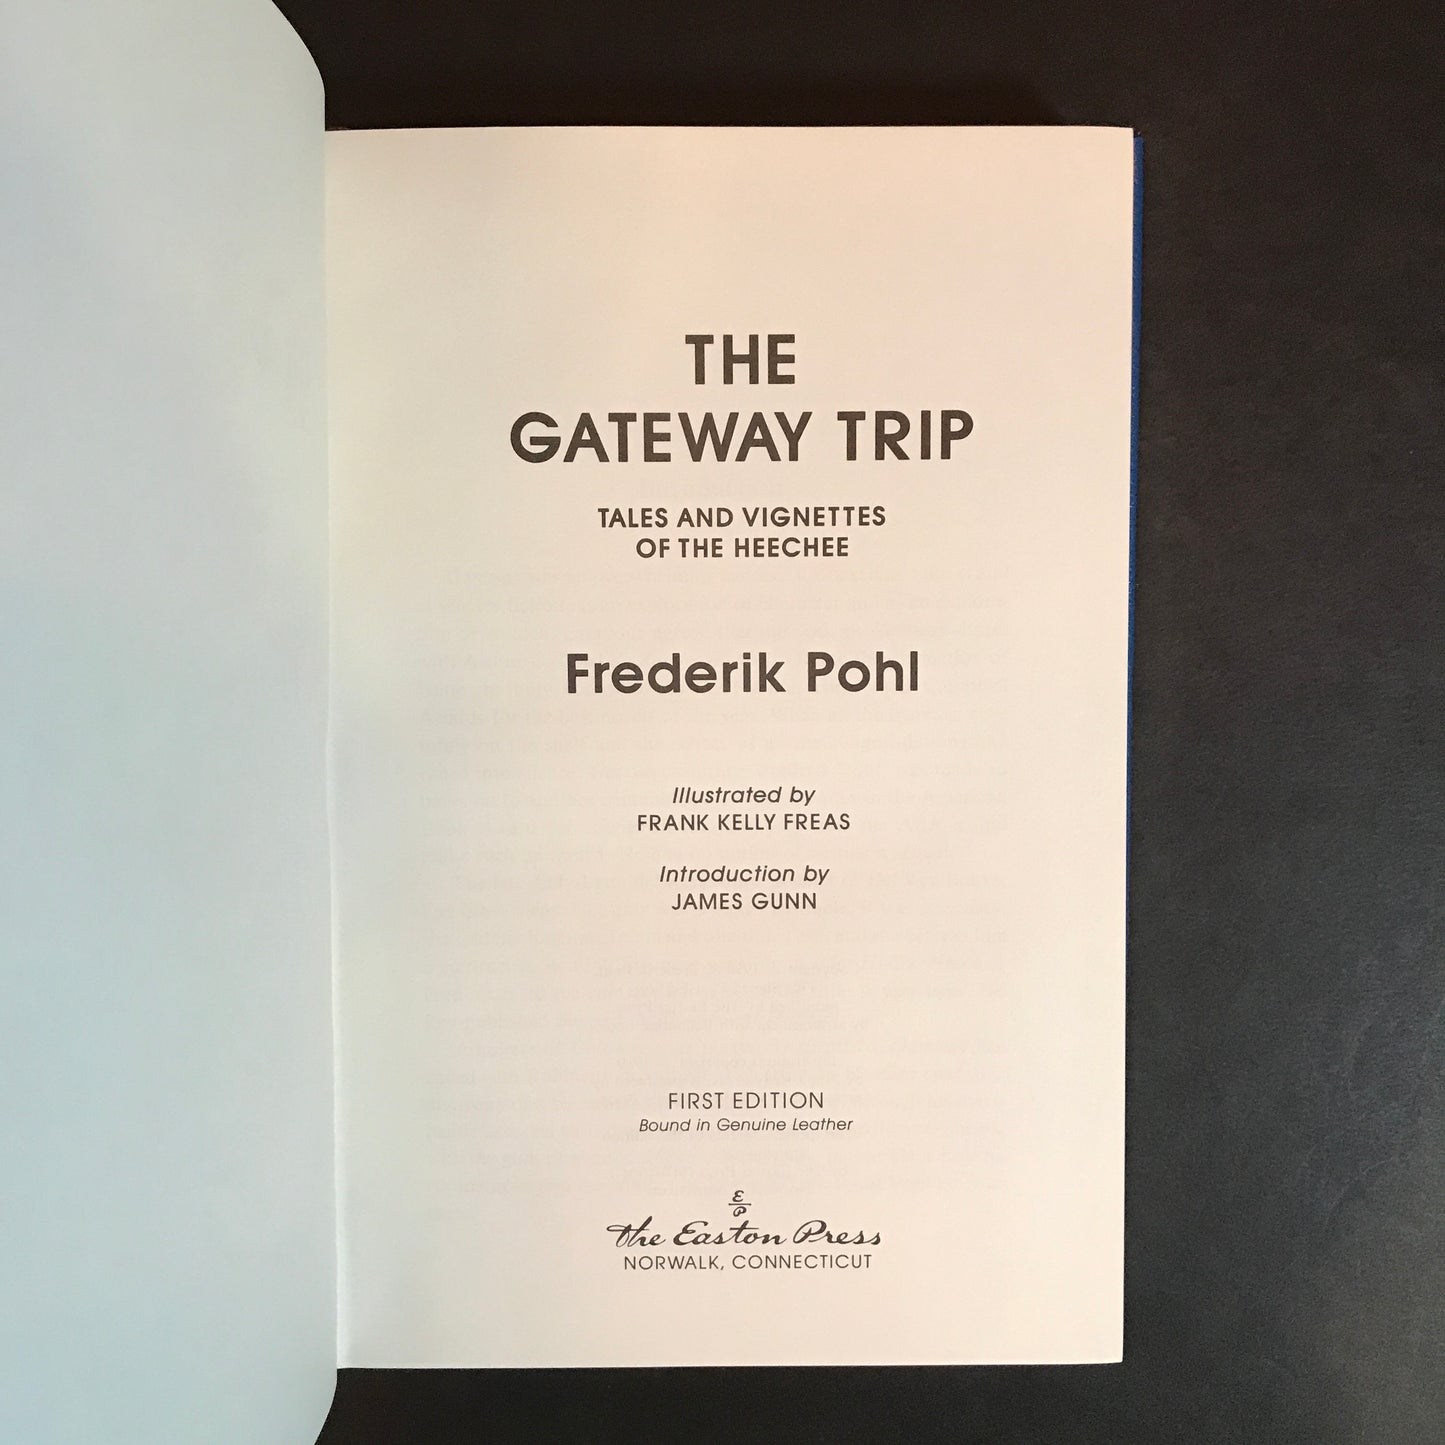 THE
GATEWAY TRIP
TALES AND VIGNETTES
OF THE HEECHEE
Frederik Pohl
Illustrated by
FRANK KELLY FREAS
Introduction by
JAMES GUNN
FIRST EDITION
Bound in Genuine Leather
E
P
The Easton Press
NORWALK, CONNECTICUT